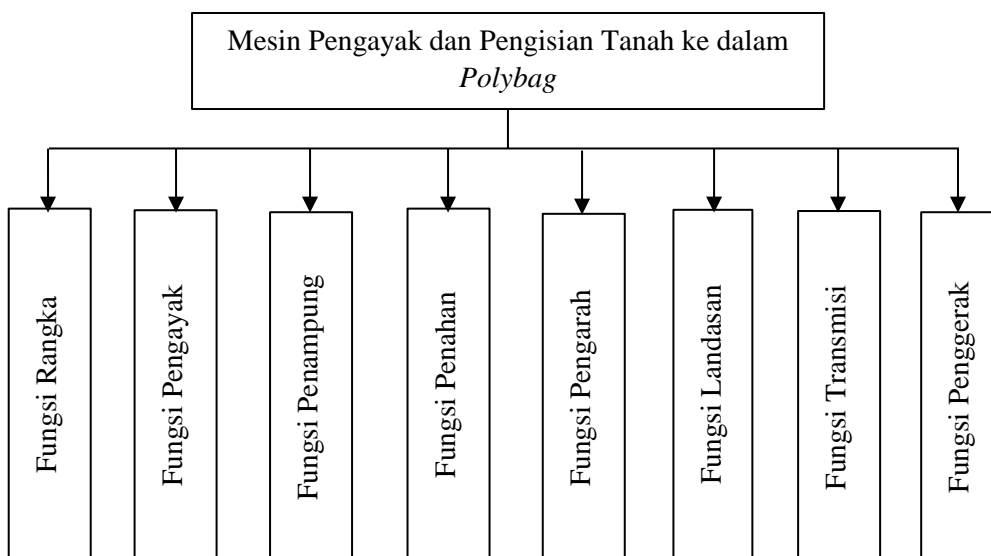 Mesin Pengayak dan Pengisian Tanah ke dalam
Polybag
Fungsi Rangka
Fungsi Pengayak
Fungsi Penampung
Fungsi Penahan
Fungsi Pengarah
Fungsi Landasan
Fungsi Transmisi
Fungsi Penggerak